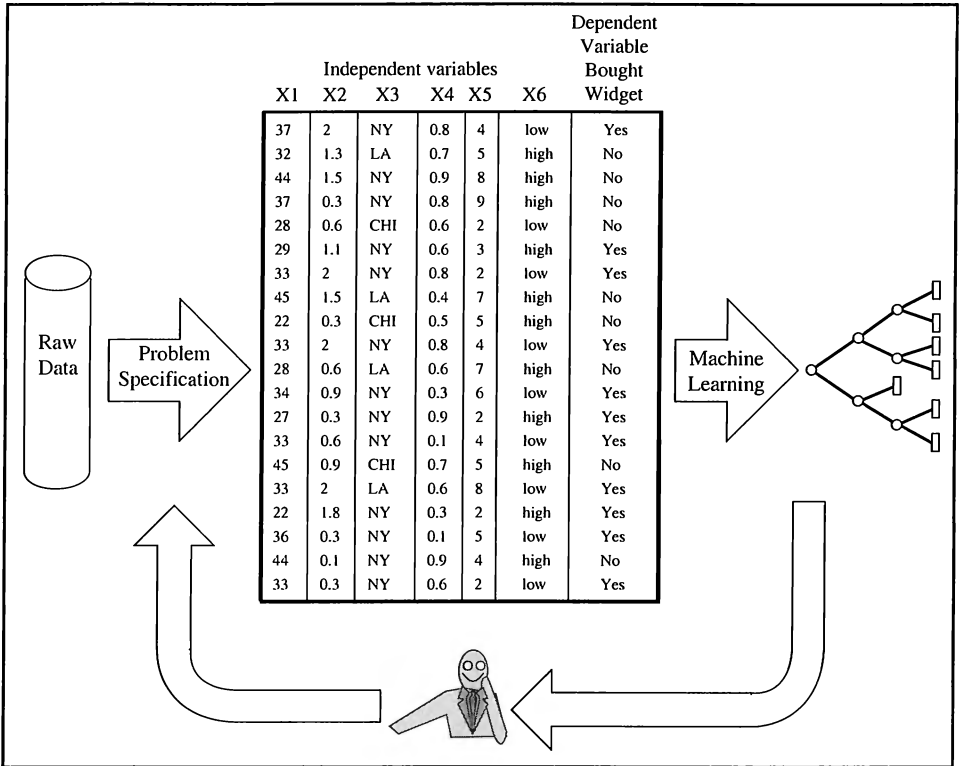 Dependent
Variable
Independent variables Bought
X1 X2 X3 X4 X5 X6 Widget
37 2 NY 0.8 4 low Yes
32 1.3 LA 0.7 5 high No
44 1.5 NY 0.9 8 high No
37 0.3 NY 0.8 9 high No
28 0.6 CHI 0.6 2 low No
29 1.1 NY 0.6 3 high Yes
33 2 NY 0.8 2 low Yes
45 1.5 LA 0.4 7 high No
22 0.3 CHI 0.5 5 high No
33 2 NY 0.8 4 low Yes
28 0.6 LA 0.6 7 high No
34 0.9 NY 0.3 6 low Yes
27 0.3 NY 0.9 2 high Yes
33 0.6 NY 0.1 4 low Yes
45 0.9 CHI 0.7 5 high No
33 2 LA 0.6 8 low Yes
22 1.8 NY 0.3 2 high Yes
36 0.3 NY 0.1 5 low Yes
44 0.1 NY 0.9 4 high No
33 0.3 NY 0.6 2 low Yes
Raw
Data
Problem
Specification
Machine
Learning